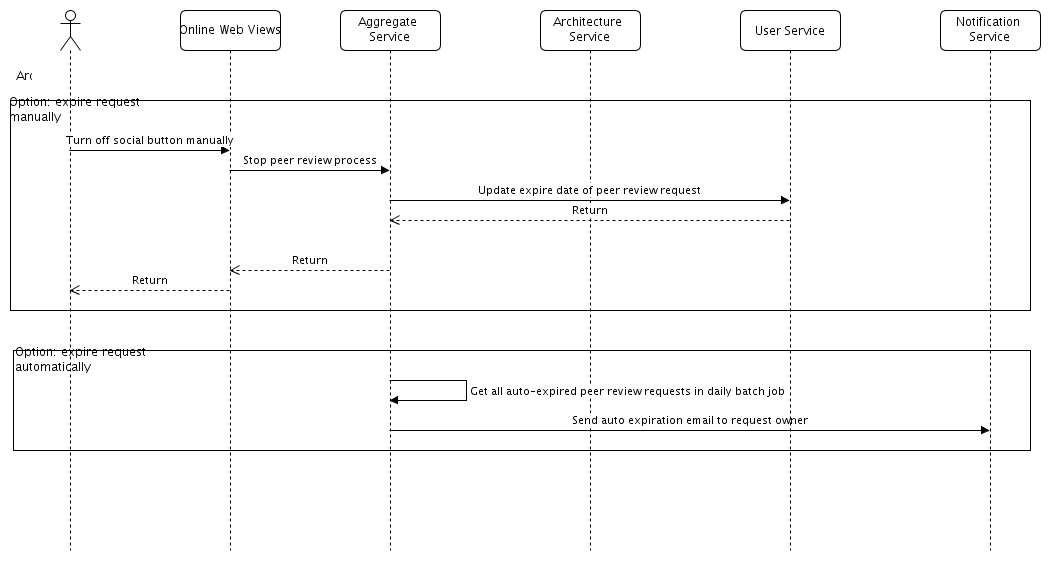 Online Web Views
Aggregate
Service
Architecture
Service
User Service
Notification
Service
Option: expire request
manually
Turn off social button manually
Stop peer review process
Update expire date of peer review request
Return
Return
Return
Option: expire request
automatically
Get all auto-expired peer review requests in daily batch job
Send auto expiration email to request owner